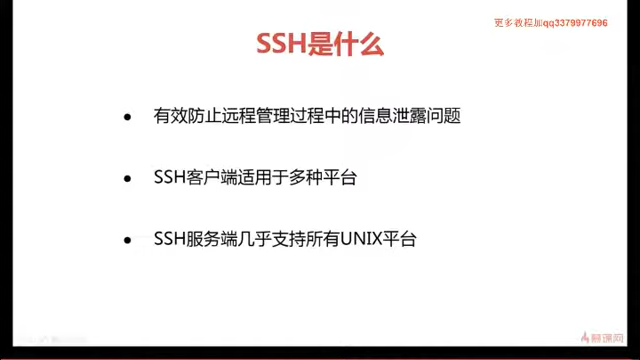 更多教程加qq3379977696
SSH是什么
● 有效防止远程管理过程中的信息泄露问题
● SSH客户端适用于多种平台
● SSH服务端几乎支持所有UNIX平台
慕课网